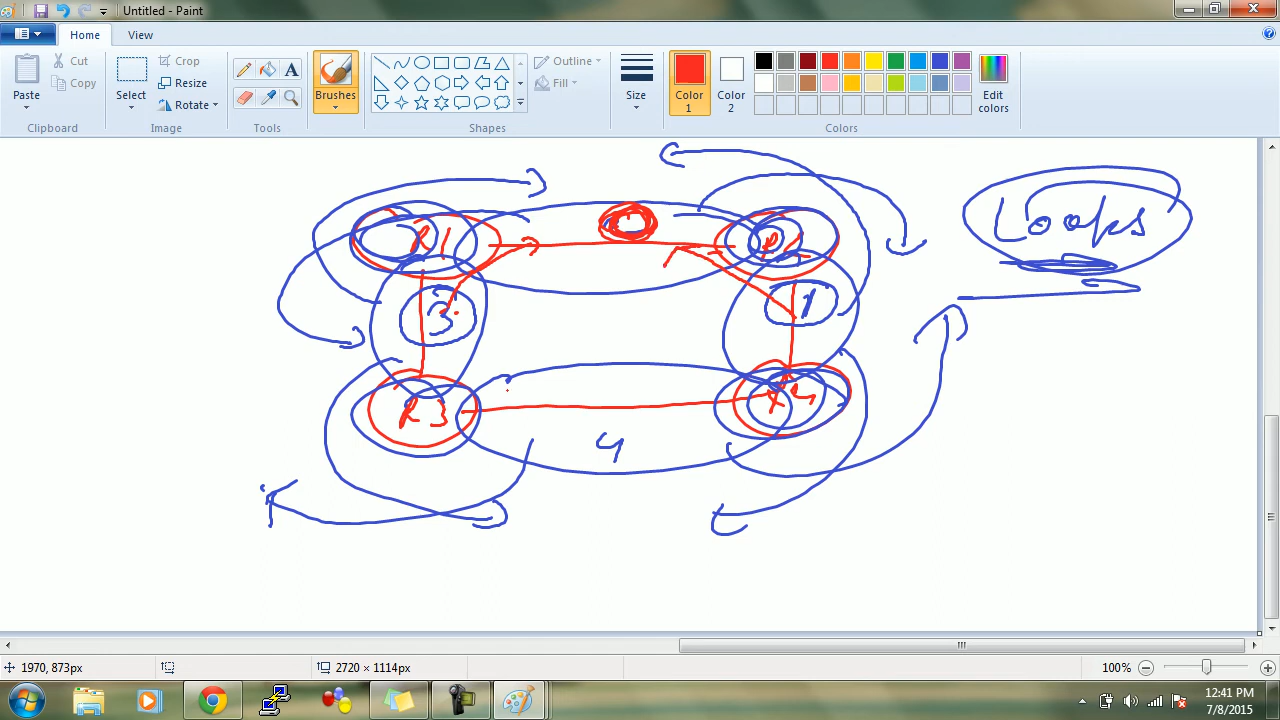 Untitled - Paint
Home
View
Paste
Cut
Copy
Clipboard
Select
Crop
Resize
Rotate
Image
A
Tools
Brushes
Shapes
Outline
Fill
Size
Color 1
Color 2
Edit colors
Colors
R1
3
1
R3
4
Loops
1970, 873px
2720 × 1114px
100%
12:41 PM
7/8/2015